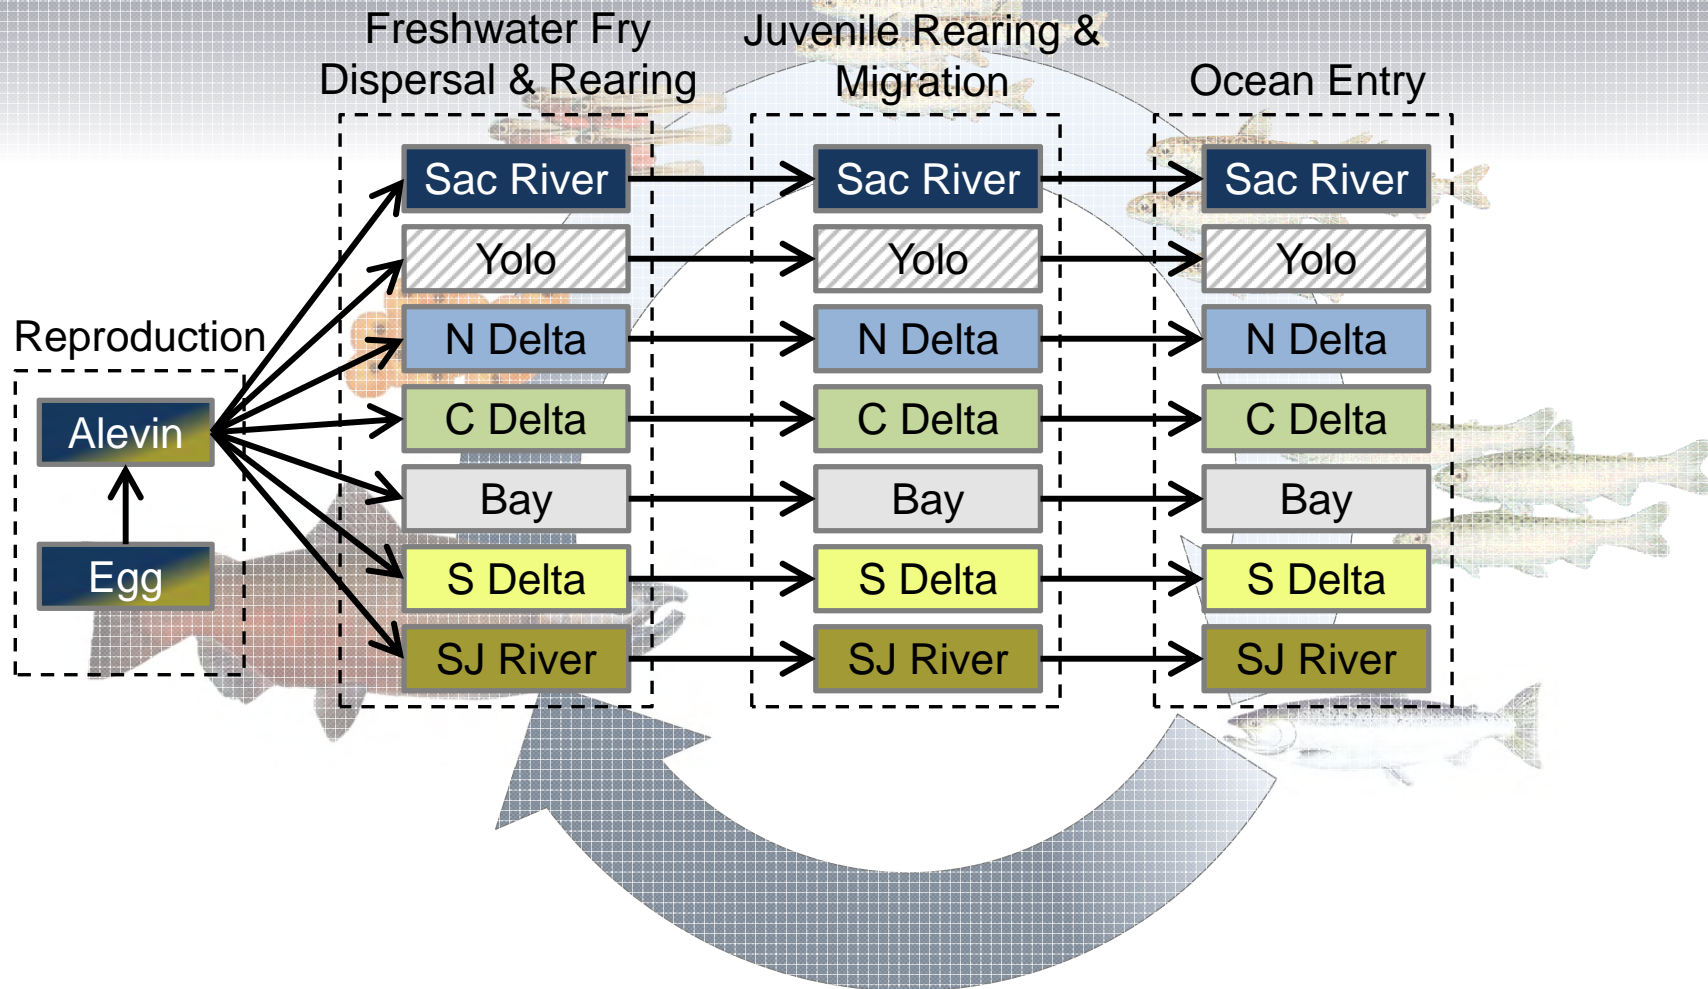 Freshwater Fry
Dispersal & Rearing
Juvenile Rearing &
Migration
Ocean Entry
Reproduction
Alevin
Egg
Sac River
Yolo
N Delta
C Delta
Bay
S Delta
SJ River
Sac River
Yolo
N Delta
C Delta
Bay
S Delta
SJ River
Sac River
Yolo
N Delta
C Delta
Bay
S Delta
SJ River